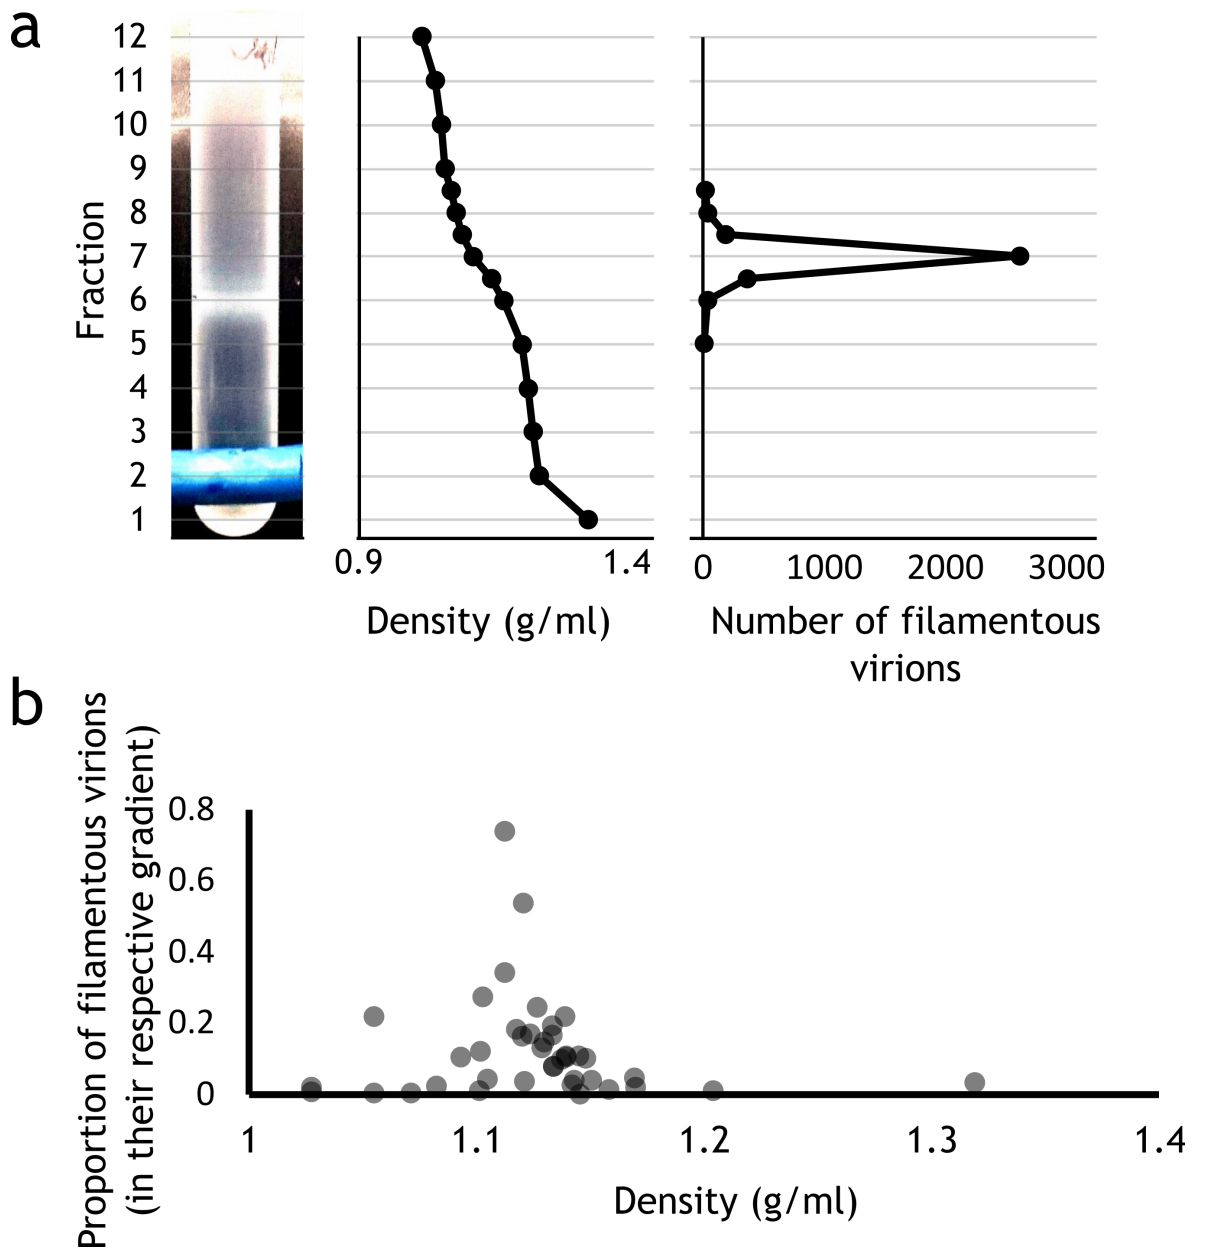 a
12
11
10
9
8
7
6
5
4
3
2
1
Fraction
0.9 1.4
Density (g/ml)
0 1000 2000 3000
Number of filamentous
virions
b
Proportion of filamentous virions
(in their respective gradient)
0.8
0.6
0.4
0.2
0
1 1.1 1.2 1.3 1.4
Density (g/ml)